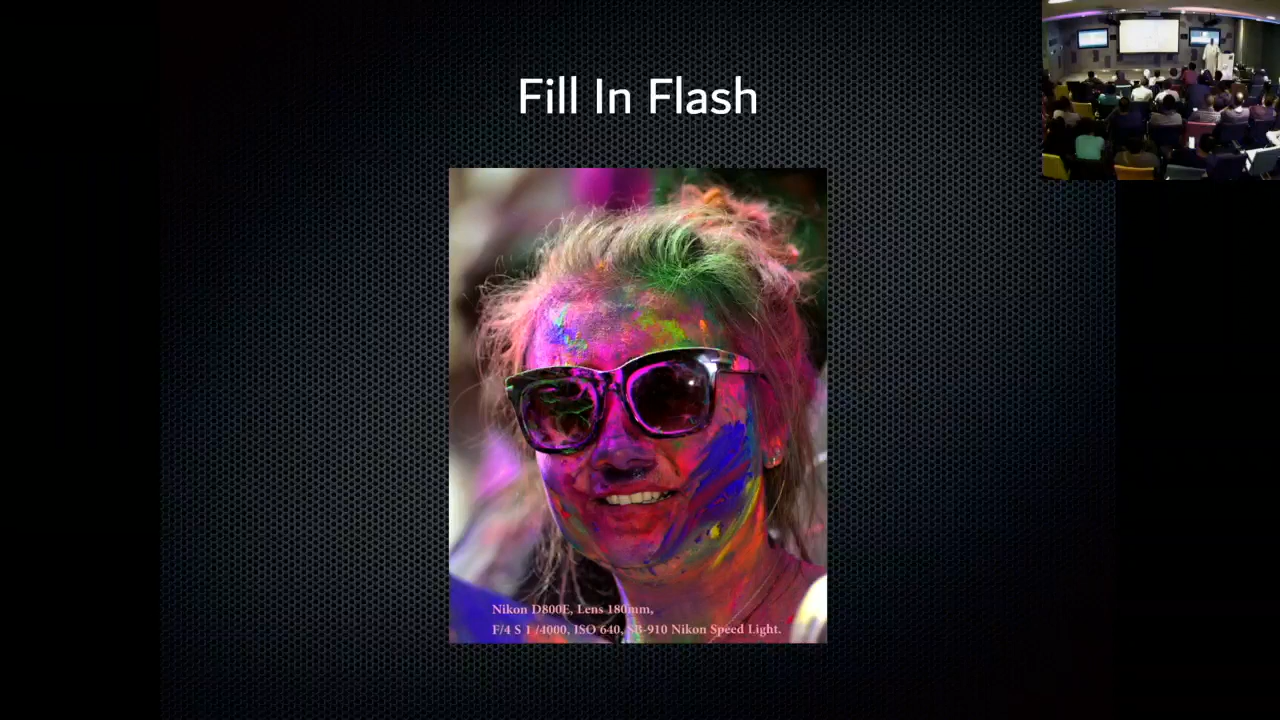 Fill In Flash
Nikon D800E, Lens 180mm,
F/4 S 1 /4000, ISO 640, SB-910 Nikon Speed Light.